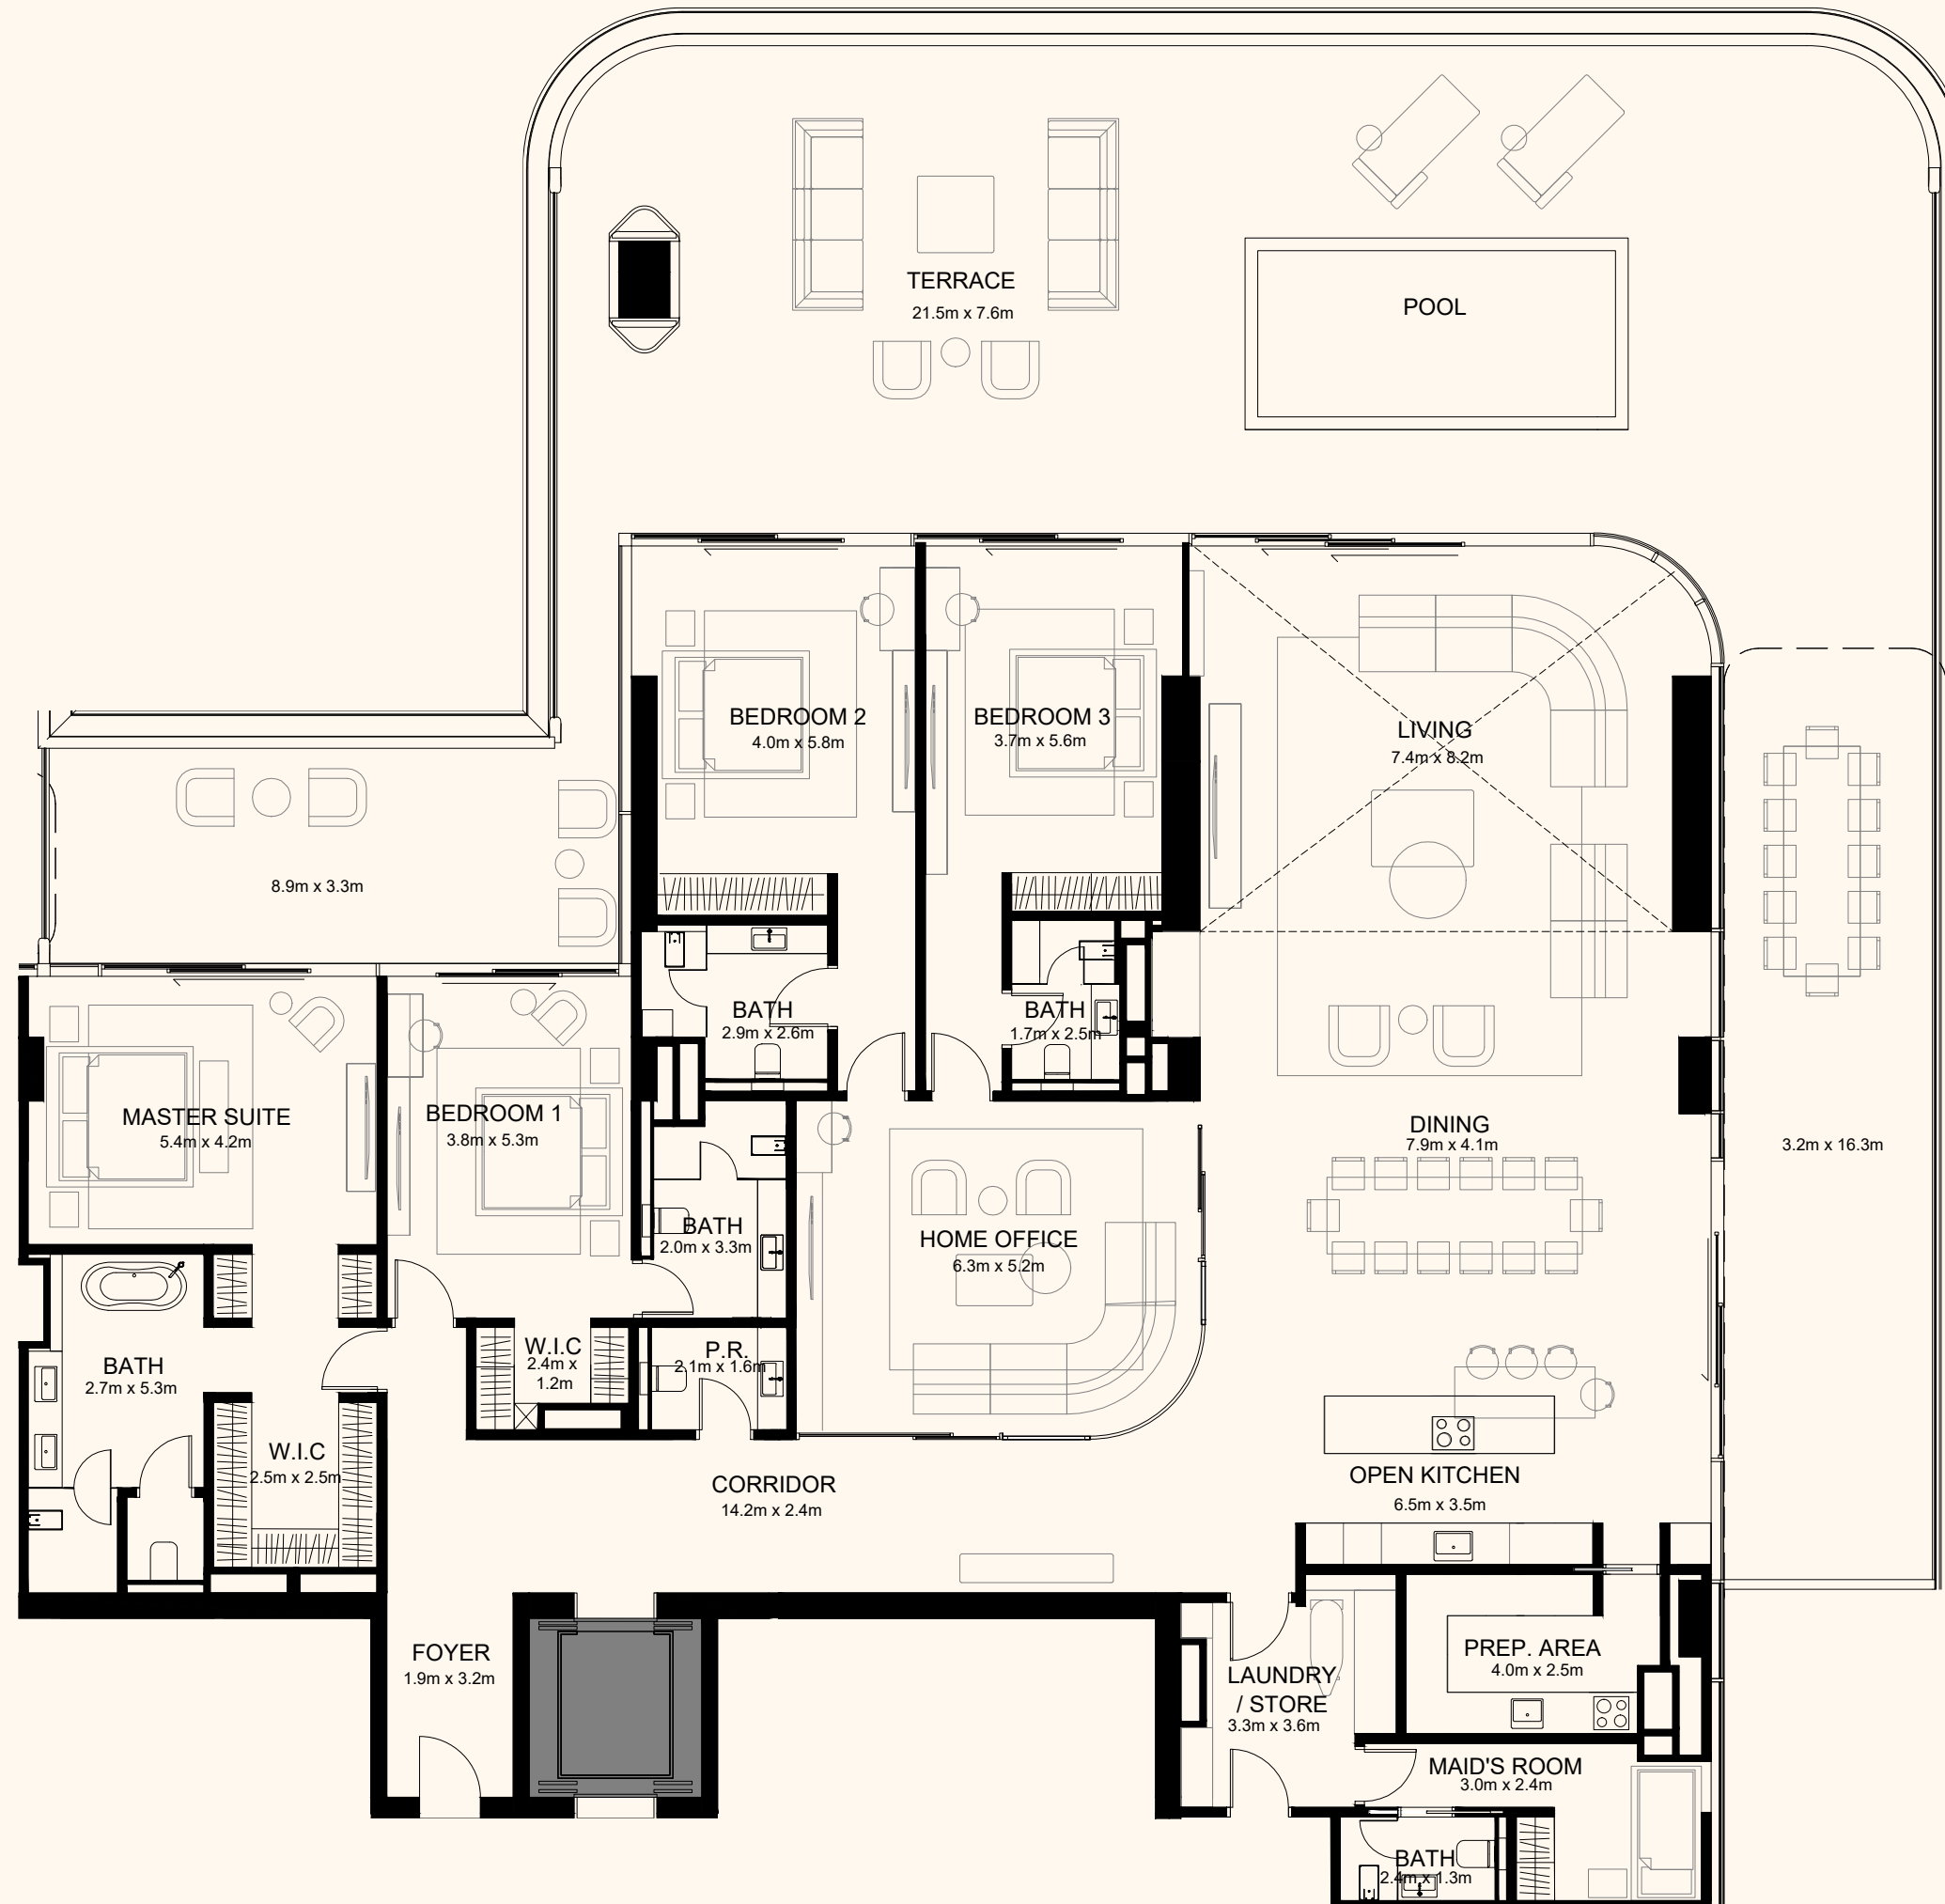 TERRACE
21.5m x 7.6m
POOL
BEDROOM 2
4.0m x 5.8m
BEDROOM 3
3.7m x 5.6m
LIVING
7.4m x 8.2m
8.9m x 3.3m
BATH
2.9m x 2.6m
BATH
1.7m x 2.5m
MASTER SUITE
5.4m x 4.2m
BEDROOM 1
3.8m x 5.3m
DINING
7.9m x 4.1m
3.2m x 16.3m
BATH
2.0m x 3.3m
HOME OFFICE
6.3m x 5.2m
BATH
2.7m x 5.3m
W.I.C
2.4m x
1.2m
P.R.
2.1m x 1.6m
W.I.C
2.5m x 2.5m
CORRIDOR
14.2m x 2.4m
OPEN KITCHEN
6.5m x 3.5m
FOYER
1.9m x 3.2m
LAUNDRY
/ STORE
3.3m x 3.6m
PREP. AREA
4.0m x 2.5m
MAID'S ROOM
3.0m x 2.4m
BATH
2.4m x 1.3m